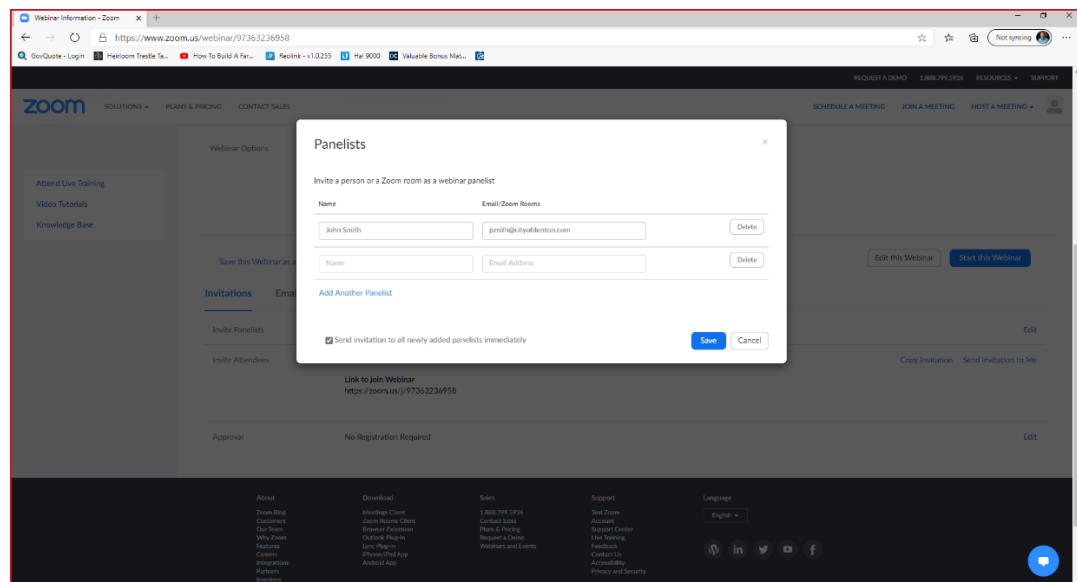 Webinar Information - Zoom
https://www.zoom.us/webinar/97363236958
Not syncing
GovQuote - Login
Heirloom Trestle Ta...
How To Build A Far...
Reolink - v1.0.255
Hal 9000
Valuable Bonus Mat...
REQUEST A DEMO 1.888.799.5926 RESOURCES SUPPORT
zoom SOLUTIONS PLANS & PRICING CONTACT SALES
SCHEDULE A MEETING JOIN A MEETING HOST A MEETING
Attend Live Training
Video Tutorials
Knowledge Base
Webinar Options
Panelists
Invite a person or a Zoom room as a webinar panelist
Name Email/Zoom Rooms
John Smith jsmith@cityofdenton.com Delete
Name Email Address Delete
Add Another Panelist
Send invitation to all newly added panelists immediately
Save Cancel
Save this Webinar as a
Edit this Webinar Start this Webinar
Invitations Emai
Invite Panelists Edit
Invite Attendees Copy Invitation Send Invitation to Me
Link to join Webinar
https://zoom.us/j/97363236958
Approval No Registration Required Edit
About
Zoom Blog
Customers
Our Team
Why Zoom
Features
Careers
Integrations
Partners
Investors
Download
Meetings Client
Zoom Rooms Client
Browser Extension
Outlook Plug-in
Lync Plug-in
iPhone/iPad App
Android App
Sales
1.888.799.5926
Contact Sales
Plans & Pricing
Request a Demo
Webinars and Events
Support
Test Zoom
Account
Support Center
Live Training
Feedback
Contact Us
Accessibility
Privacy and Security
Language
English